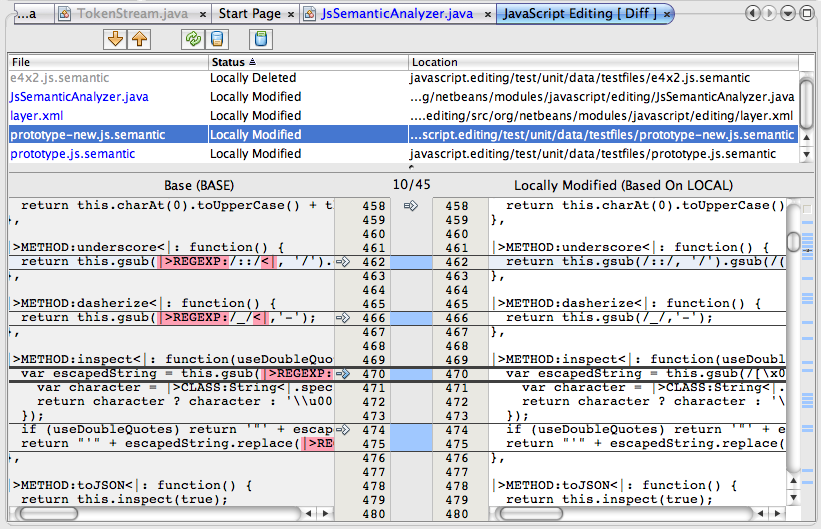 ...a TokenStream.java × Start Page × JsSemanticAnalyzer.java × JavaScript Editing [ Diff ] ×
File Status Location
e4x2.js.semantic Locally Deleted javascript.editing/test/unit/data/testfiles/e4x2.js.semantic
JsSemanticAnalyzer.java Locally Modified ...g/netbeans/modules/javascript/editing/JsSemanticAnalyzer.java
layer.xml Locally Modified ....editing/src/org/netbeans/modules/javascript/editing/layer.xml
prototype-new.js.semantic Locally Modified ...script.editing/test/unit/data/testfiles/prototype-new.js.semantic
prototype.js.semantic Locally Modified javascript.editing/test/unit/data/testfiles/prototype.js.semantic
Base (BASE) 10/45 Locally Modified (Based On LOCAL)
return this.charAt(0).toUpperCase() + t 458 458 return this.charAt(0).toUpperCase()
}, 459 459 },
460 460
|>METHOD:underscore<|: function() { 461 461 |>METHOD:underscore<|: function() {
return this.gsub(|>REGEXP:/::/<|, '/'). 462 462 return this.gsub(/::/, '/').gsub(/(
}, 463 463 },
464 464
|>METHOD:dasherize<|: function() { 465 465 |>METHOD:dasherize<|: function() {
return this.gsub(|>REGEXP:/_/<|,'-'); 466 466 return this.gsub(/_/,'-');
}, 467 467 },
468 468
|>METHOD:inspect<|: function(useDoubleQuo 469 469 |>METHOD:inspect<|: function(useDoubl
var escapedString = this.gsub(|>REGEXP: 470 470 var escapedString = this.gsub(/[\x0
var character = |>CLASS:String<|.spec 471 471 var character = |>CLASS:String<|.
return character ? character : '\\u00 472 472 return character ? character : '\
}); 473 473 });
if (useDoubleQuotes) return '"' + escap 474 474 if (useDoubleQuotes) return '"' + e
return "'" + escapedString.replace(|>RE 475 475 return "'" + escapedString.replace(
}, 476 476 },
477 477
|>METHOD:toJSON<|: function() { 478 478 |>METHOD:toJSON<|: function() {
return this.inspect(true); 479 479 return this.inspect(true);
480 480